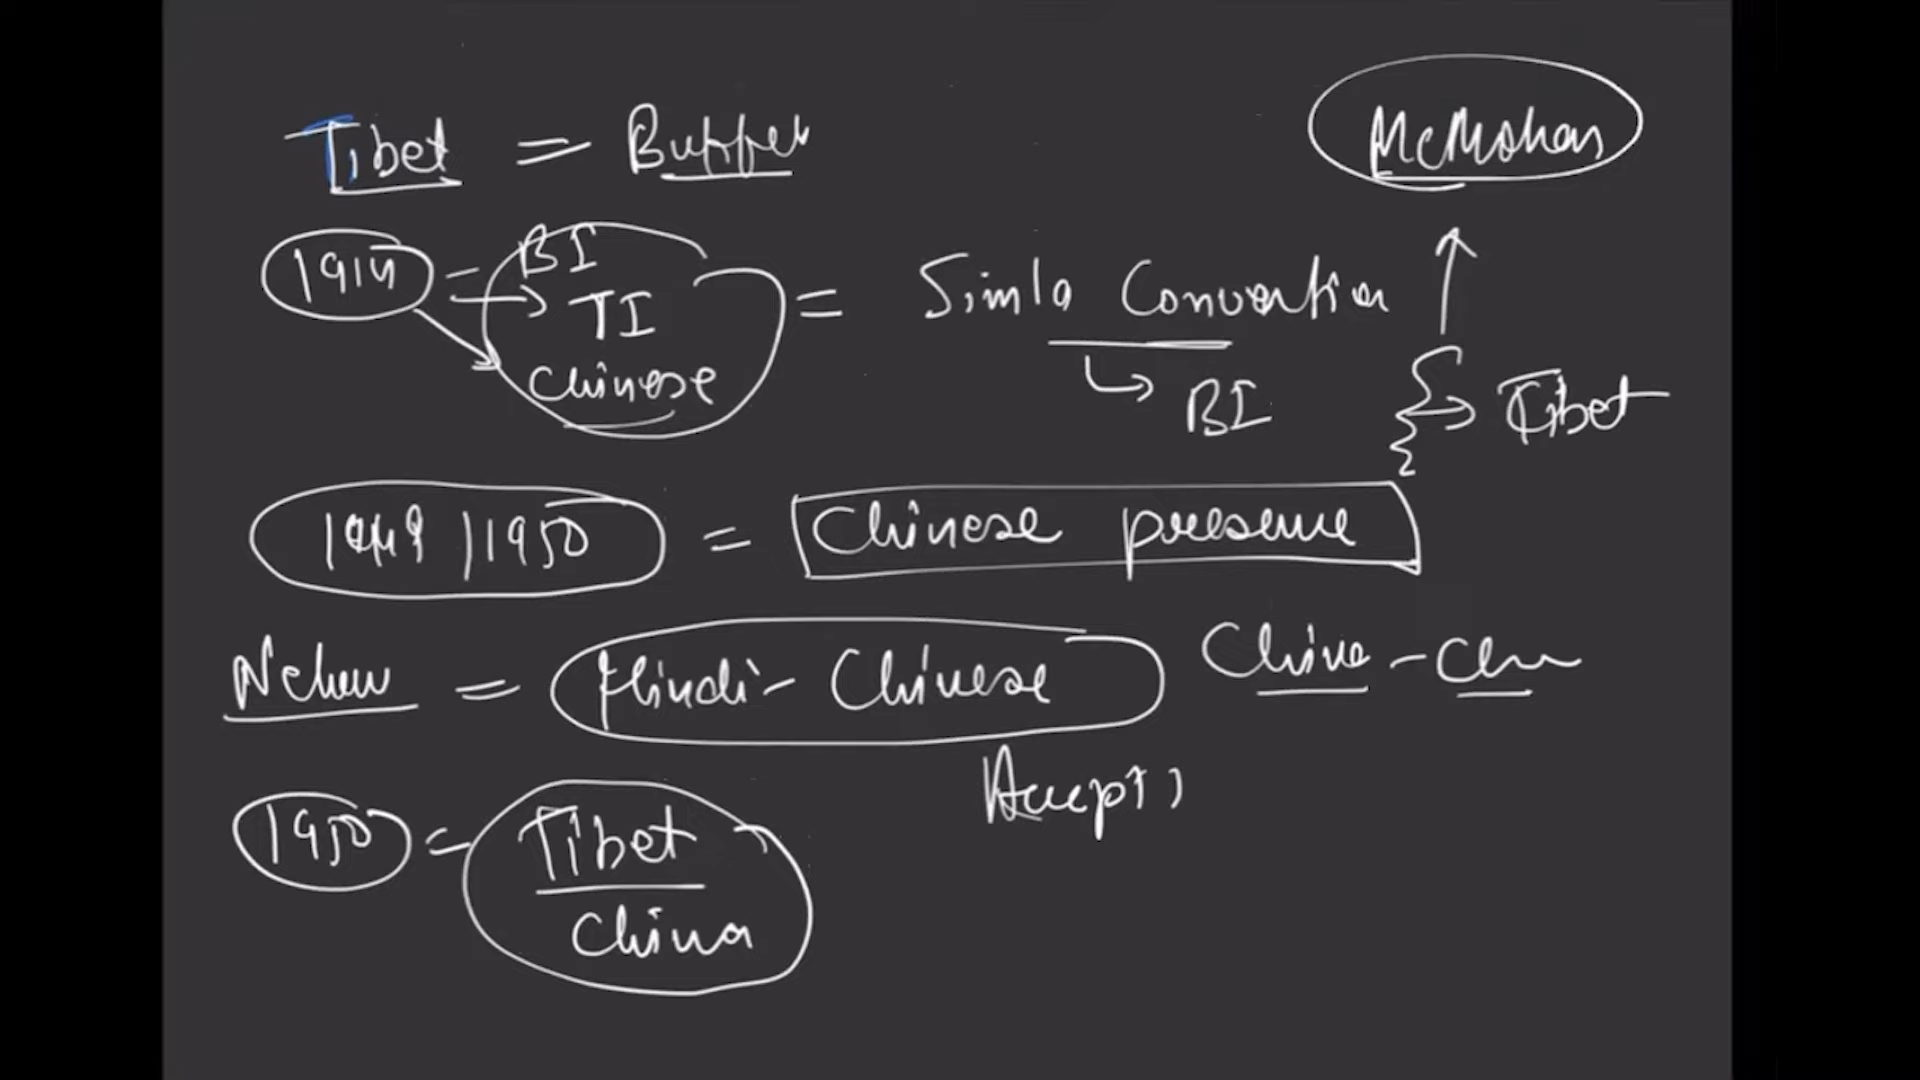 Tibet = Buffer
McMohan
1914 = BI
TI
Chinese
= Simla Convention
BI
Tibet
1949 | 1950 = Chinese presence
Nehru = Hindi - Chinese
China -
Accept
1950 = Tibet
China